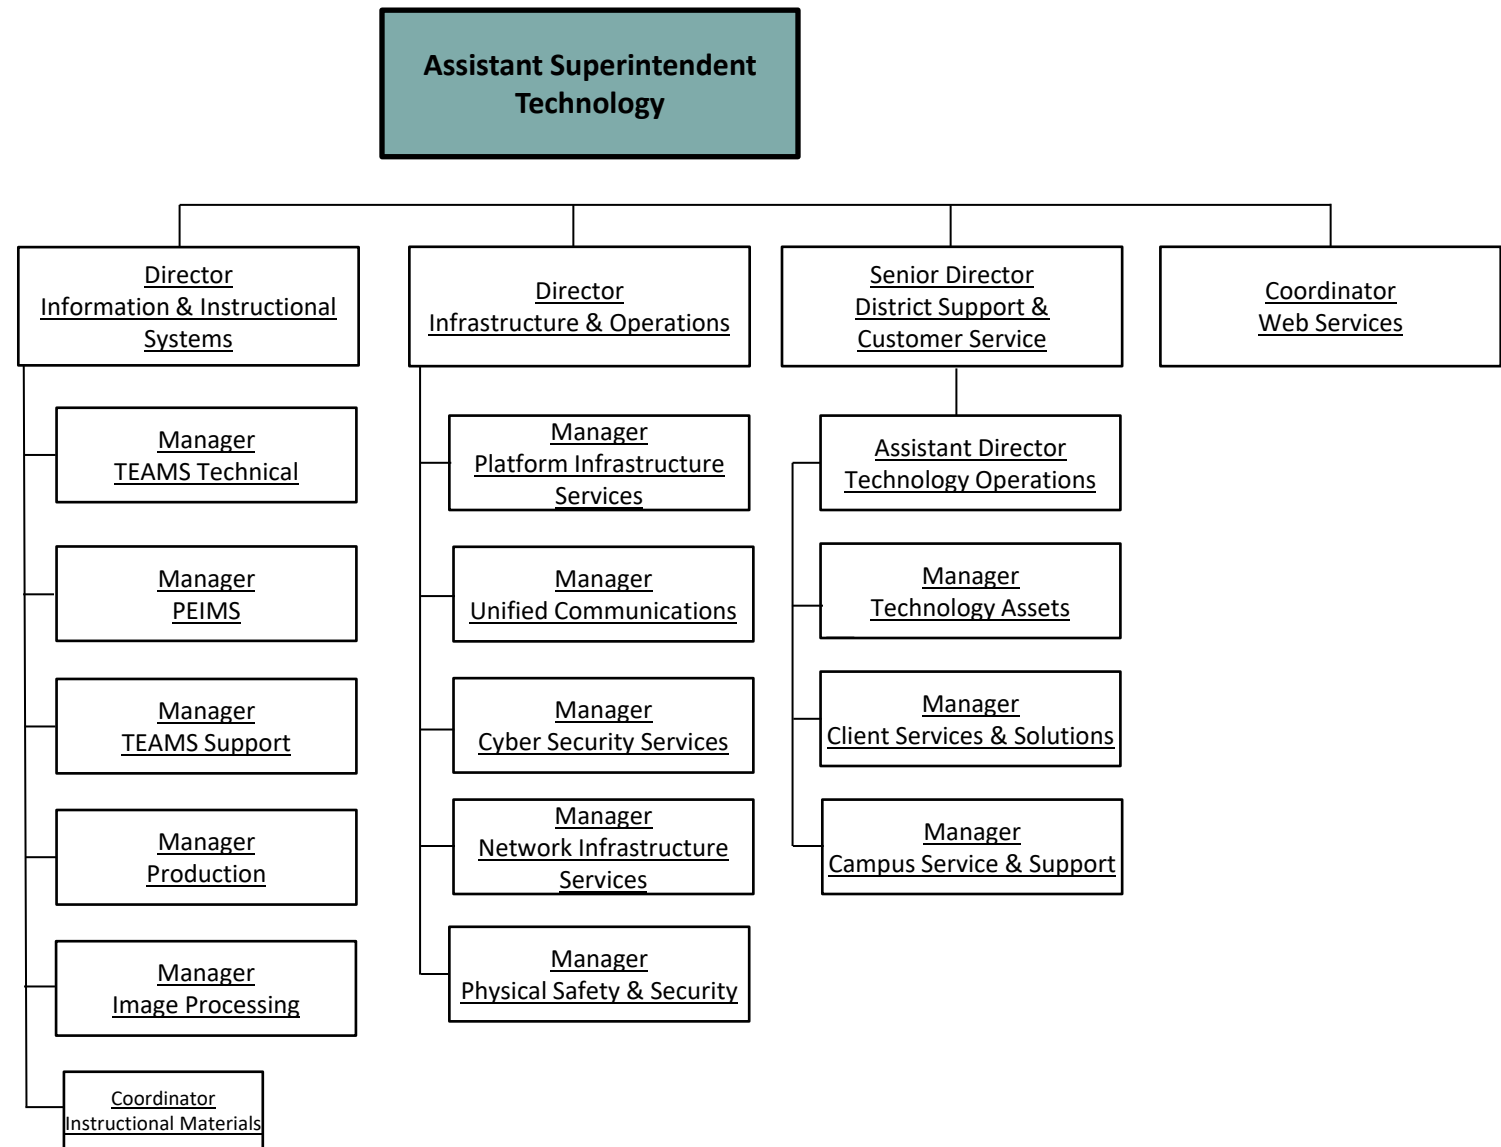 Assistant Superintendent
Technology
Director
Information & Instructional
Systems
Manager
TEAMS Technical
Manager
PEIMS
Manager
TEAMS Support
Manager
Production
Manager
Image Processing
Coordinator
Instructional Materials
Director
Infrastructure & Operations
Manager
Platform Infrastructure
Services
Manager
Unified Communications
Manager
Cyber Security Services
Manager
Network Infrastructure
Services
Manager
Physical Safety & Security
Senior Director
District Support &
Customer Service
Assistant Director
Technology Operations
Manager
Technology Assets
Manager
Client Services & Solutions
Manager
Campus Service & Support
Coordinator
Web Services